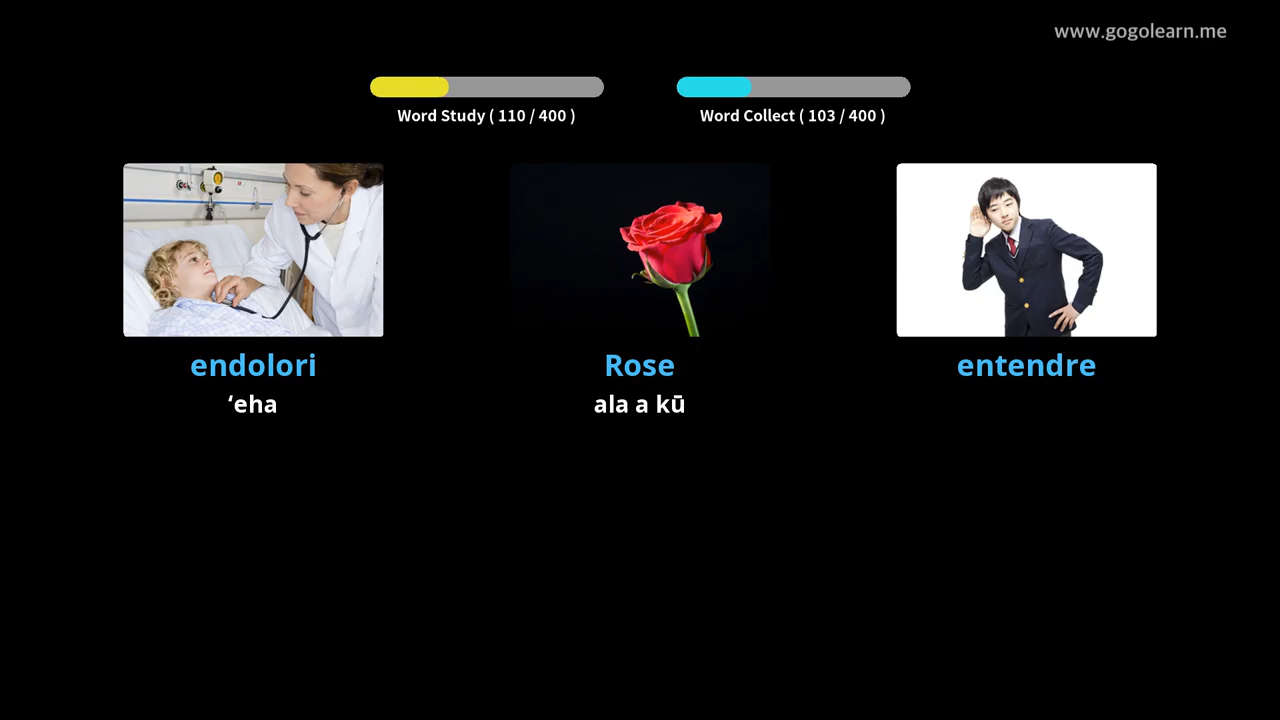 www.gogolearn.me
Word Study ( 110 / 400 )
Word Collect ( 103 / 400 )
endolori
Rose
entendre
ʻeha
ala a kū